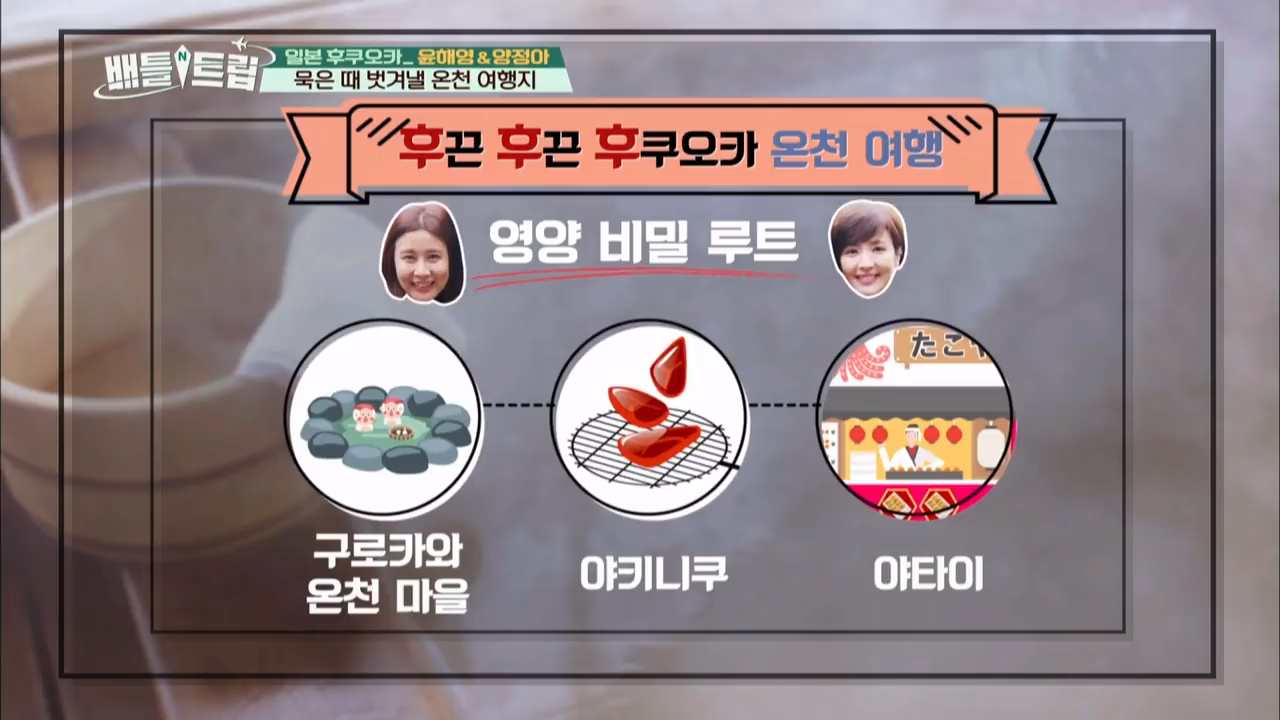 배틀트립
일본 후쿠오카_ 윤해영&양정아
묵은 때 벗겨낼 온천 여행지
후끈 후끈 후쿠오카 온천 여행
영양 비밀 루트
たこ
구로카와
온천 마을
야키니쿠
야타이